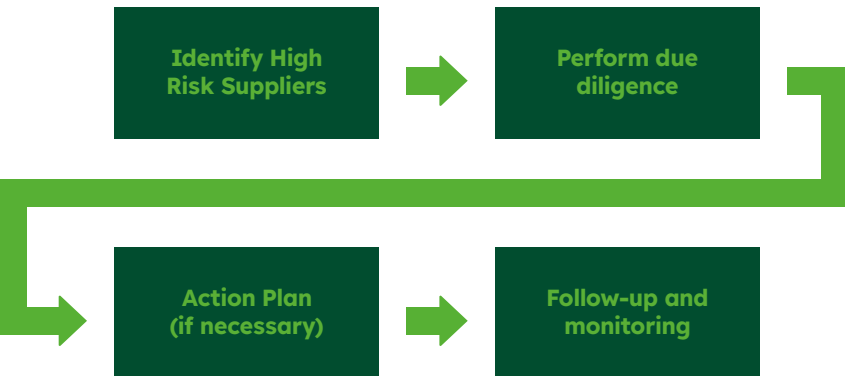 Identify High
Risk Suppliers
Perform due
diligence
Action Plan
(if necessary)
Follow-up and
monitoring